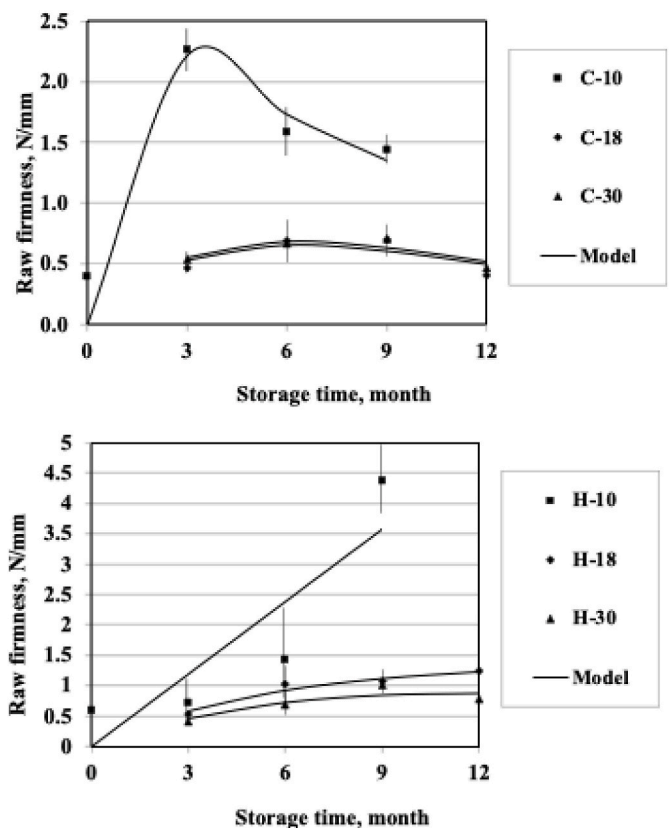 2.5
2.0
1.5
1.0
0.5
0.0
Raw firmness, N/mm
0 3 6 9 12
Storage time, month
C-10
C-18
C-30
Model
5
4.5
4
3.5
3
2.5
2
1.5
1
0.5
0
Raw firmness, N/mm
0 3 6 9 12
Storage time, month
H-10
H-18
H-30
Model